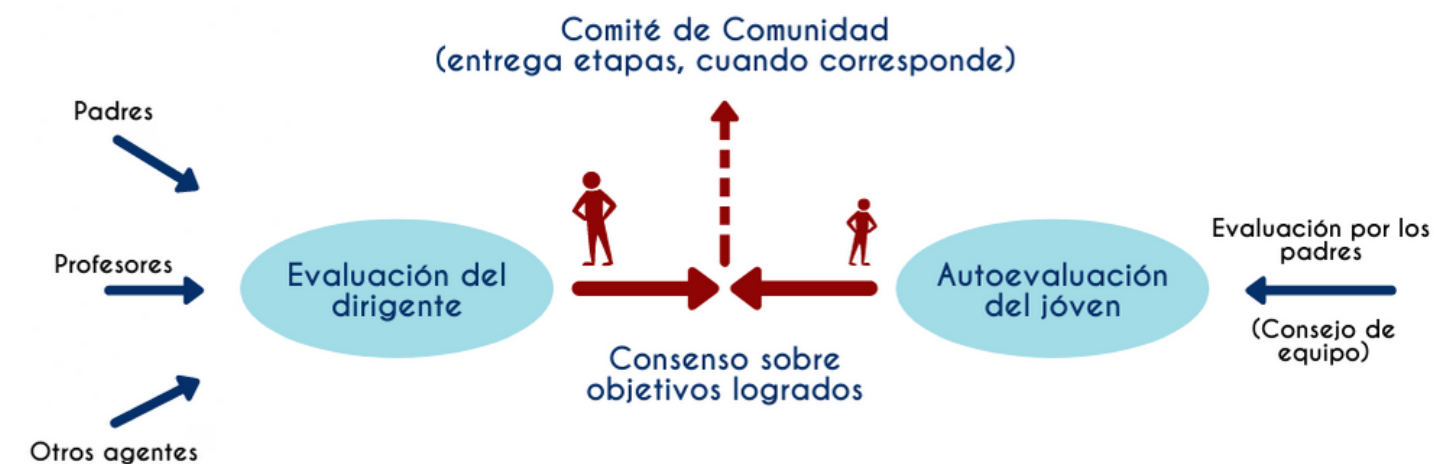 Comité de Comunidad
(entrega etapas, cuando corresponde)
Padres
Profesores
Otros agentes
Evaluación del
dirigente
Consenso sobre
objetivos logrados
Autoevaluación
del jóven
Evaluación por los
padres
(Consejo de
equipo)